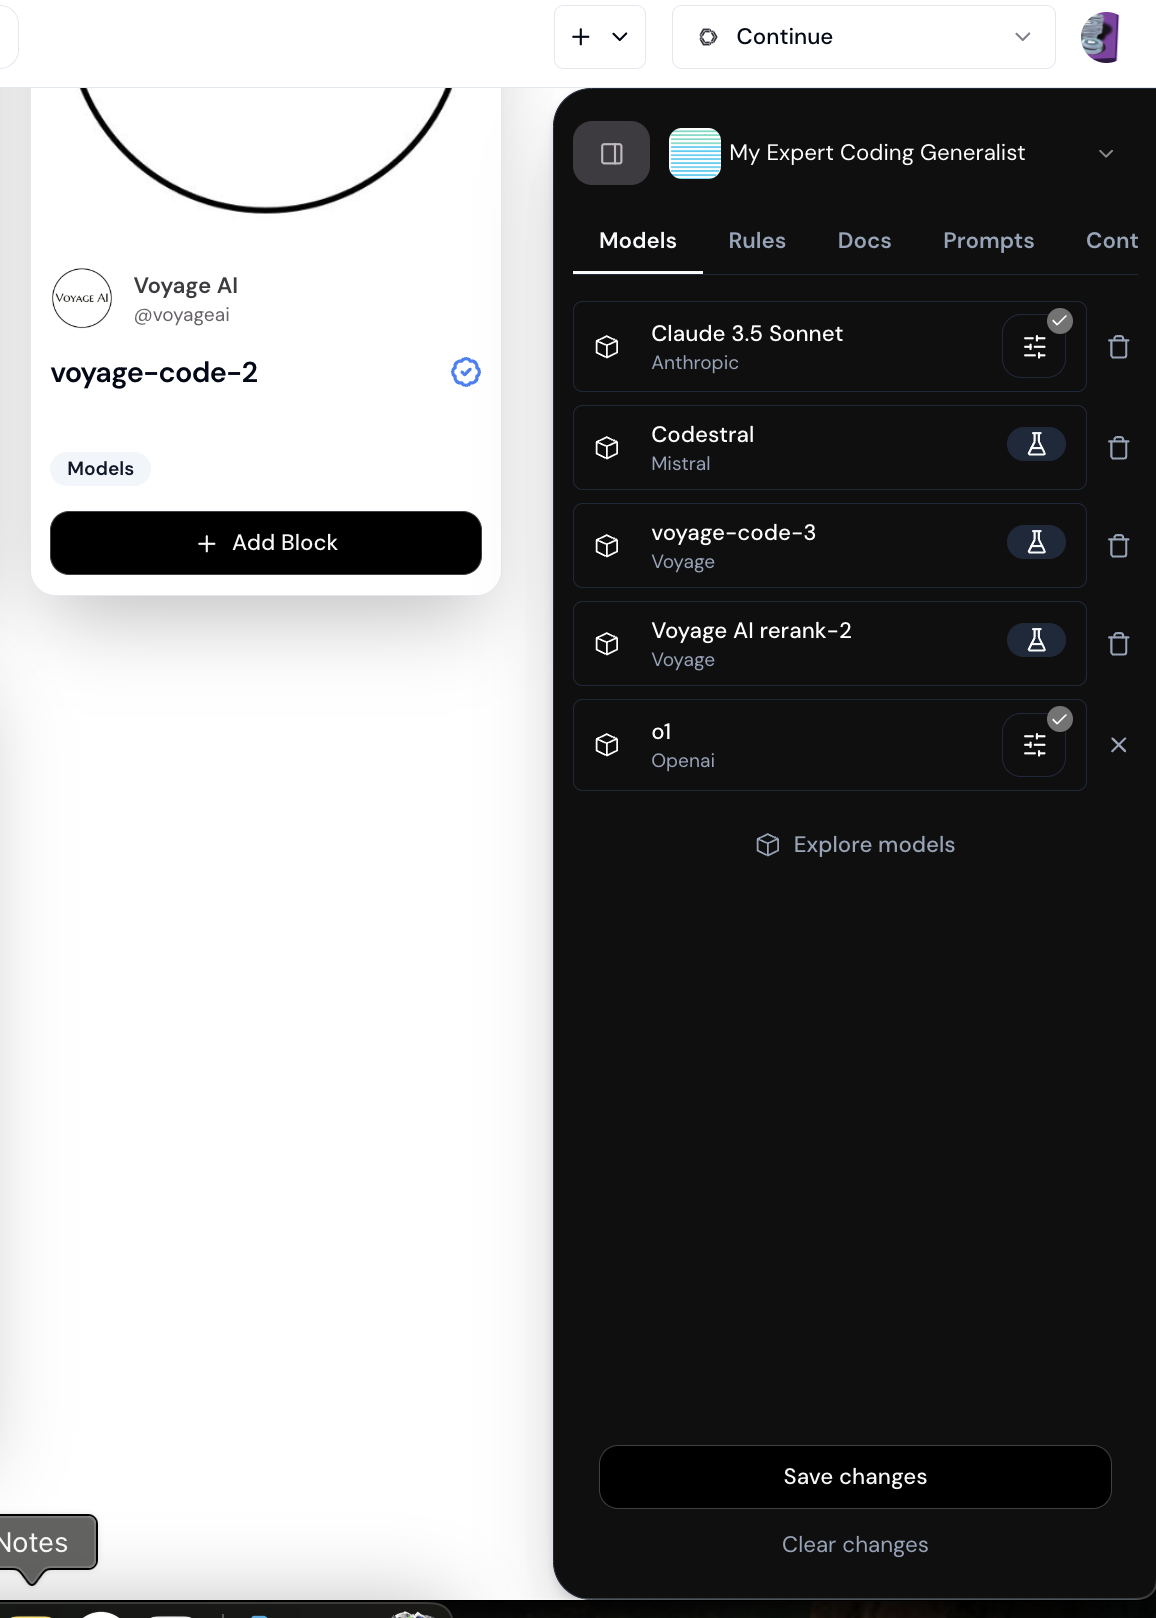 Continue
Voyage AI
@voyageai
VOYAGE AI
voyage-code-2
Models
Add Block
My Expert Coding Generalist
Models Rules Docs Prompts Cont
Claude 3.5 Sonnet
Anthropic
Codestral
Mistral
voyage-code-3
Voyage
Voyage AI rerank-2
Voyage
o1
Openai
Explore models
Save changes
Clear changes
Notes